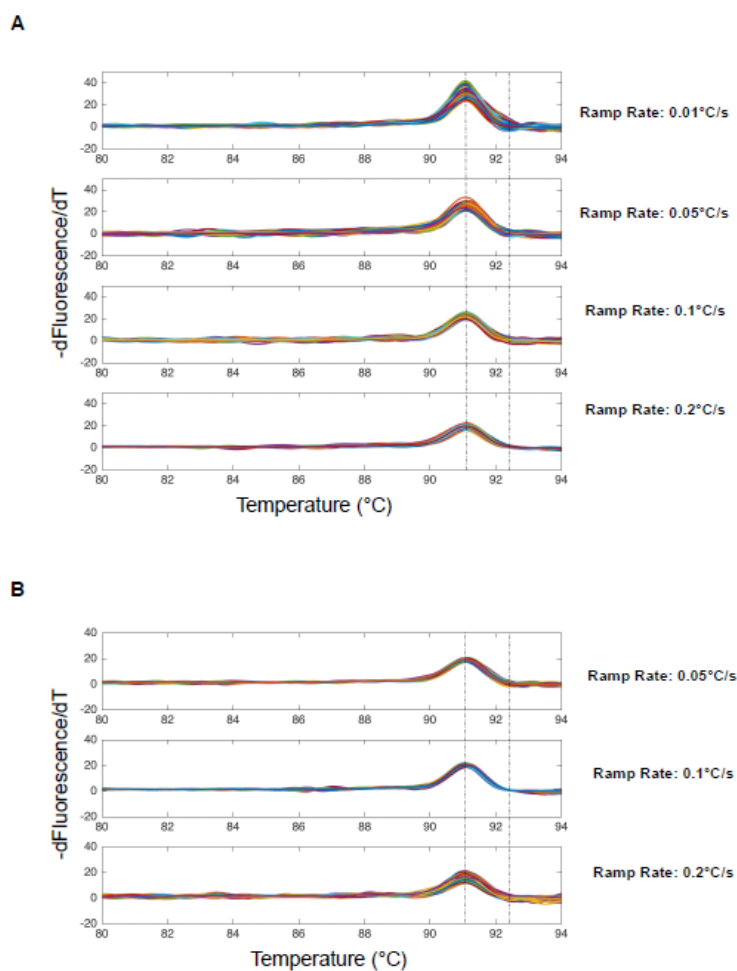 A
40
20
0
-20
80 82 84 86 88 90 92 94
Ramp Rate: 0.01°C/s
40
20
0
-20
80 82 84 86 88 90 92 94
Ramp Rate: 0.05°C/s
40
20
0
-20
80 82 84 86 88 90 92 94
Ramp Rate: 0.1°C/s
40
20
0
-20
80 82 84 86 88 90 92 94
Ramp Rate: 0.2°C/s
-dFluorescence/dT
Temperature (°C)
B
40
20
0
-20
80 82 84 86 88 90 92 94
Ramp Rate: 0.05°C/s
40
20
0
-20
80 82 84 86 88 90 92 94
Ramp Rate: 0.1°C/s
40
20
0
-20
80 82 84 86 88 90 92 94
Ramp Rate: 0.2°C/s
-dFluorescence/dT
Temperature (°C)